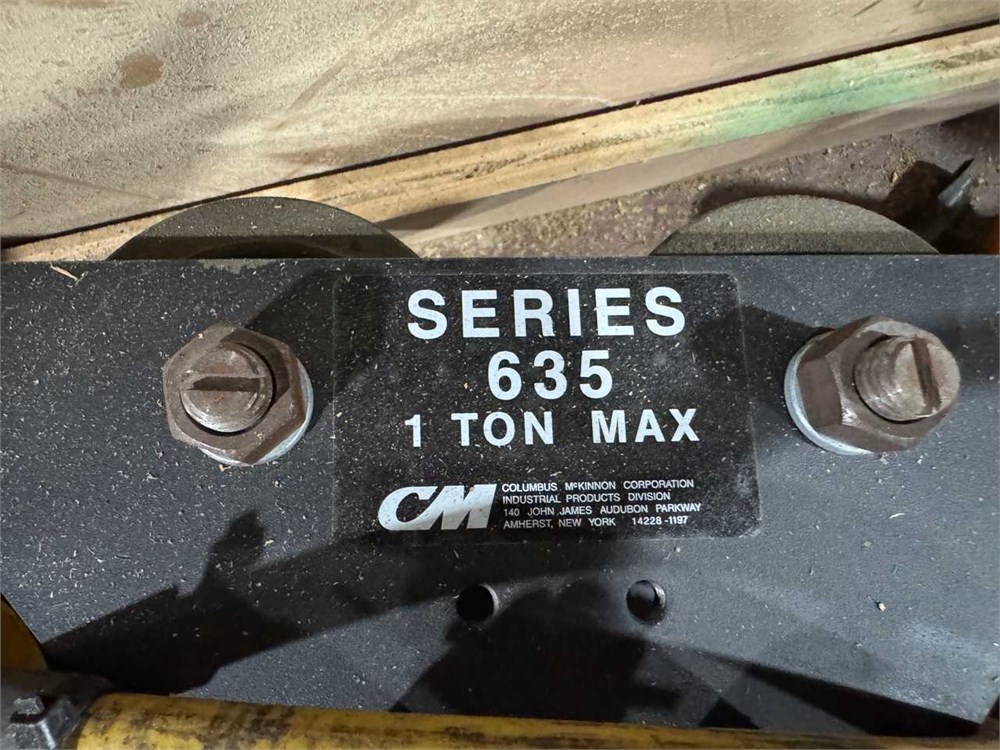 SERIES
635
1 TON MAX
CM
COLUMBUS McKINNON CORPORATION
INDUSTRIAL PRODUCTS DIVISION
140 JOHN JAMES AUDUBON PARKWAY
AMHERST, NEW YORK 14228-1197